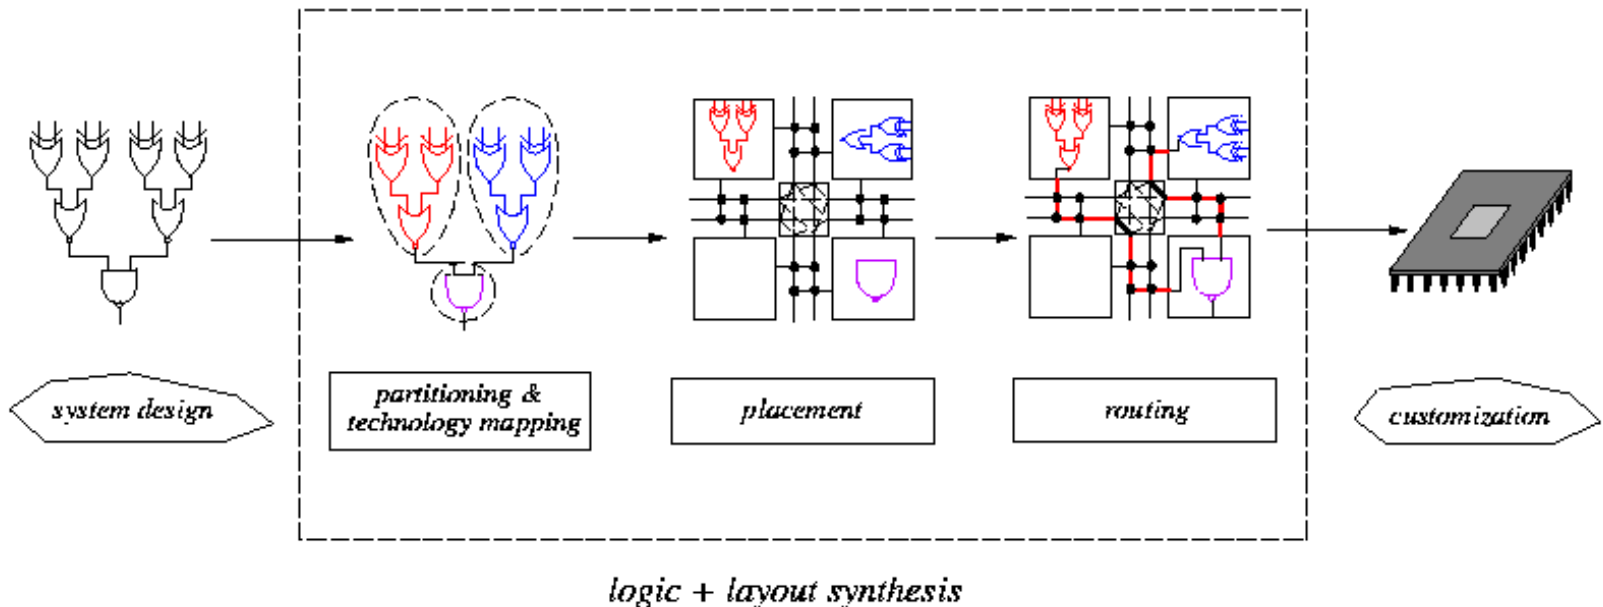 system design
partitioning &
technology mapping
placement
routing
customization
logic + layout synthesis